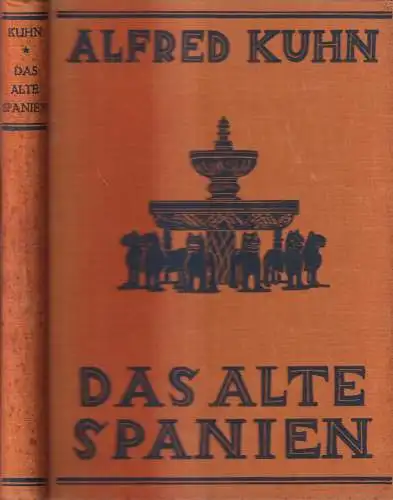 KUHN
DAS
ALTE
SPANIEN
ALFRED KUHN
DAS ALTE
SPANIEN